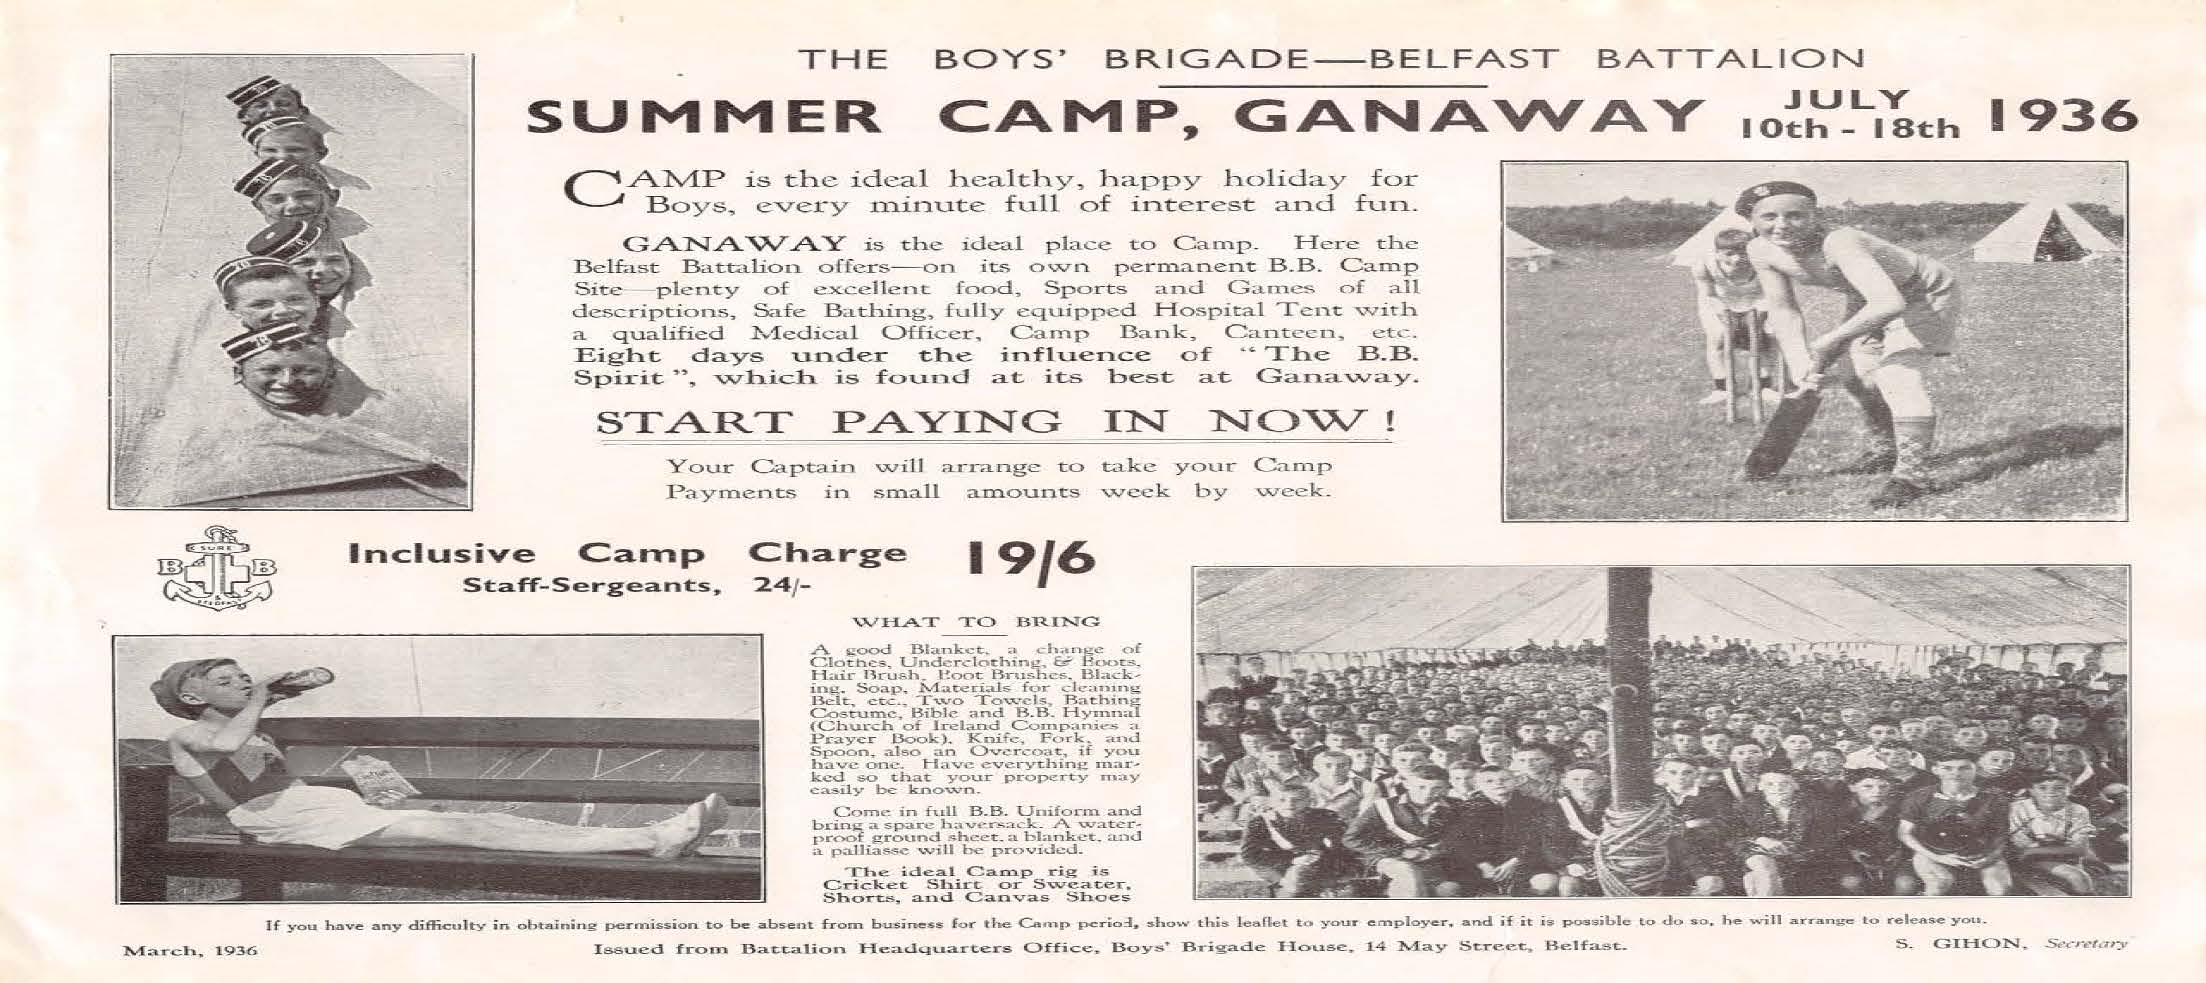 THE BOYS' BRIGADE—BELFAST BATTALION
SUMMER CAMP, GANAWAY JULY 10th - 18th 1936
CAMP is the ideal healthy, happy holiday for
Boys, every minute full of interest and fun.
GANAWAY is the ideal place to Camp. Here the
Belfast Battalion offers—on its own permanent B.B. Camp
Site—plenty of excellent food, Sports and Games of all
descriptions, Safe Bathing, fully equipped Hospital Tent with
a qualified Medical Officer, Camp Bank, Canteen, etc.
Eight days under the influence of "The B.B.
Spirit", which is found at its best at Ganaway.
START PAYING IN NOW!
Your Captain will arrange to take your Camp
Payments in small amounts week by week.
SURE
B B
& STEDFAST
Inclusive Camp Charge 19/6
Staff-Sergeants, 24/-
WHAT TO BRING
A good Blanket, a change of
Clothes, Underclothing, & Boots,
Hair Brush, Boot Brushes, Black-
ing, Soap, Materials for cleaning
Belt, etc., Two Towels, Bathing
Costume, Bible and B.B. Hymnal
(Church of Ireland Companies a
Prayer Book), Knife, Fork, and
Spoon, also an Overcoat, if you
have one. Have everything mar-
ked so that your property may
easily be known.
Come in full B.B. Uniform and
bring a spare haversack. A water-
proof ground sheet, a blanket, and
a palliasse will be provided.
The ideal Camp rig is
Cricket Shirt or Sweater,
Shorts, and Canvas Shoes
If you have any difficulty in obtaining permission to be absent from business for the Camp period, show this leaflet to your employer, and if it is possible to do so, he will arrange to release you.
March, 1936
Issued from Battalion Headquarters Office, Boys' Brigade House, 14 May Street, Belfast.
S. GIHON, Secretary